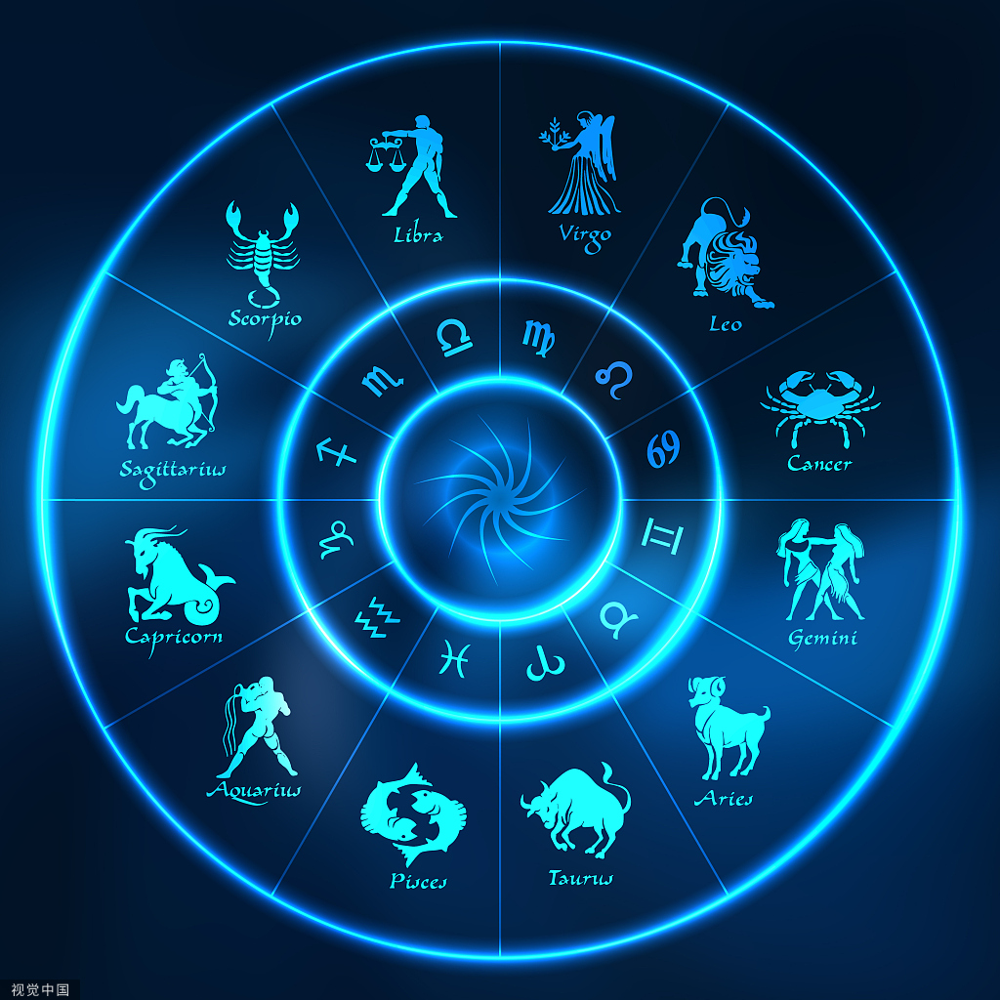 Libra
Virgo
Scorpio
Leo
Sagittarius
Cancer
Capricorn
Gemini
Aquarius
Aries
Pisces
Taurus
视觉中国